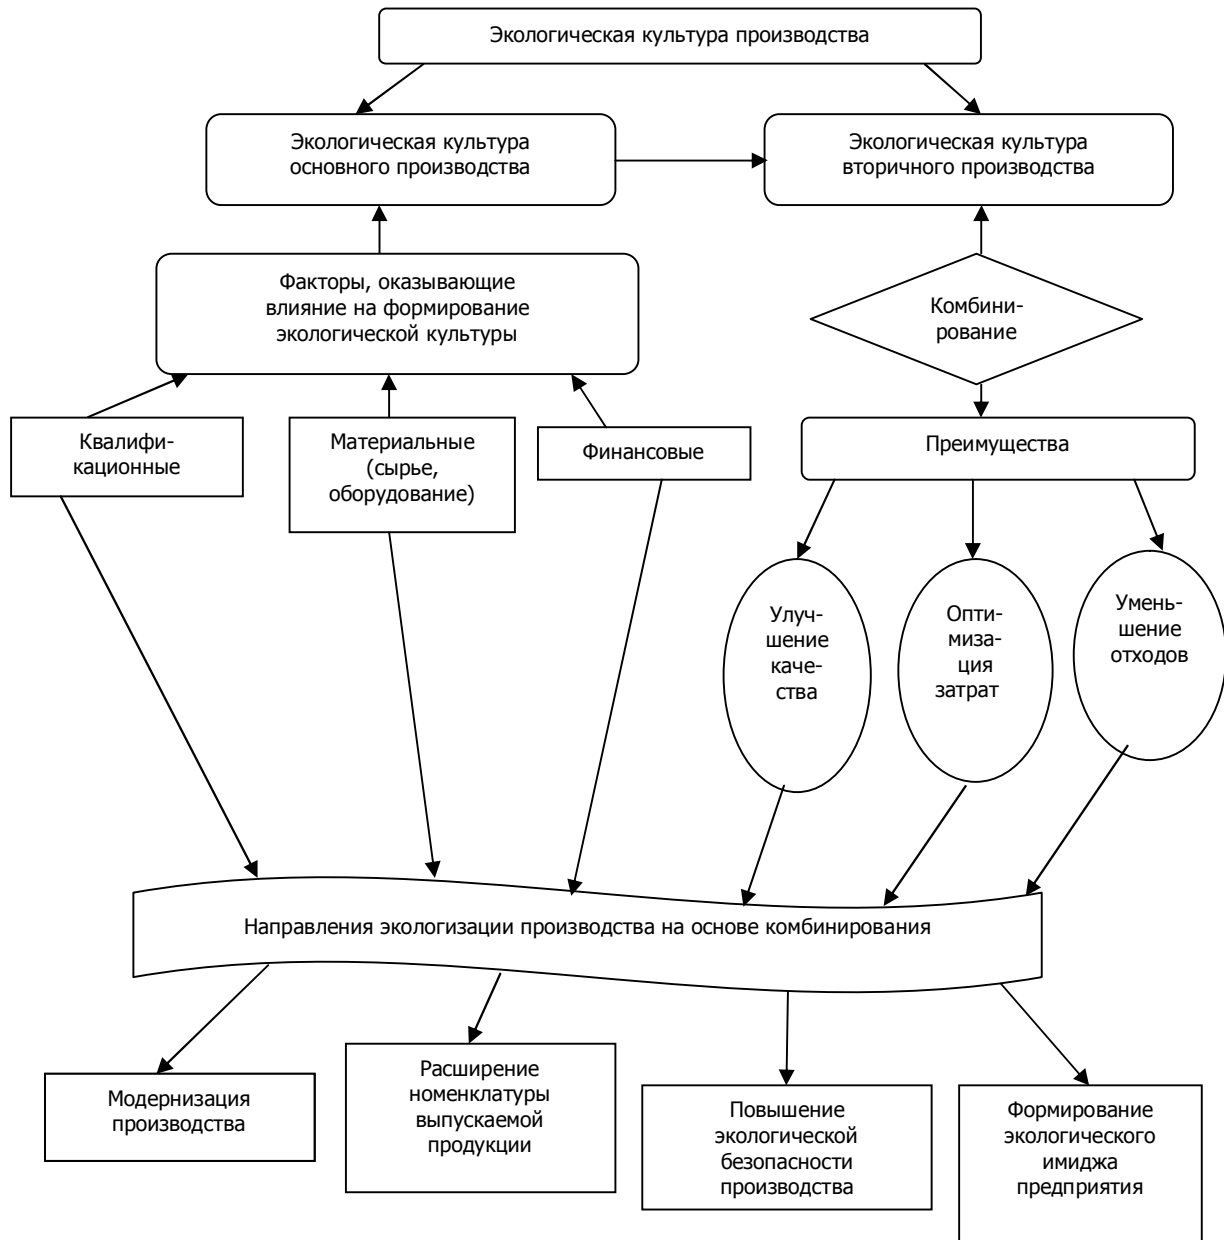 Экологическая культура производства
Экологическая культура
основного производства
Экологическая культура
вторичного производства
Факторы, оказывающие
влияние на формирование
экологической культуры
Комбини-
рование
Квалифи-
кационные
Материальные
(сырье,
оборудование)
Финансовые
Преимущества
Улуч-
шение
каче-
ства
Опти-
миза-
ция
затрат
Умень-
шение
отходов
Направления экологизации производства на основе комбинирования
Модернизация
производства
Расширение
номенклатуры
выпускаемой
продукции
Повышение
экологической
безопасности
производства
Формирование
экологического
имиджа
предприятия